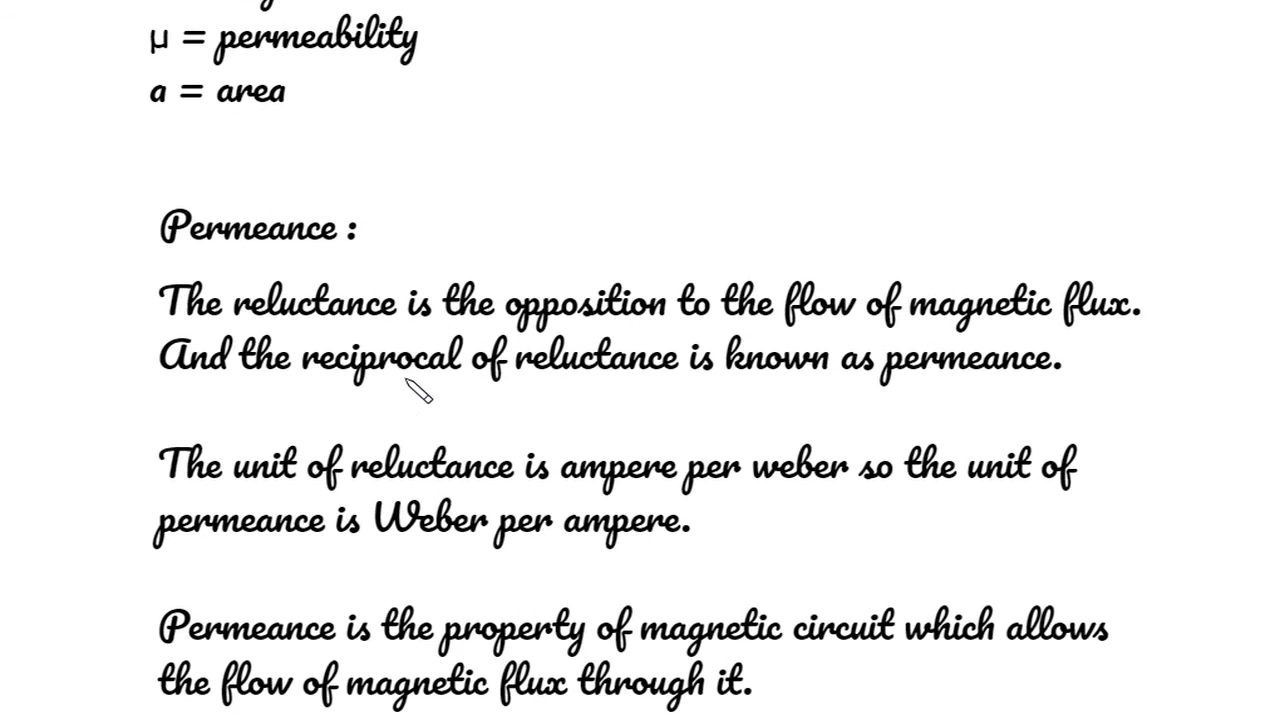 µ = permeability
a = area
Permeance :
The reluctance is the opposition to the flow of magnetic flux.
And the reciprocal of reluctance is known as permeance.
The unit of reluctance is ampere per weber so the unit of
permeance is Weber per ampere.
Permeance is the property of magnetic circuit which allows
the flow of magnetic flux through it.